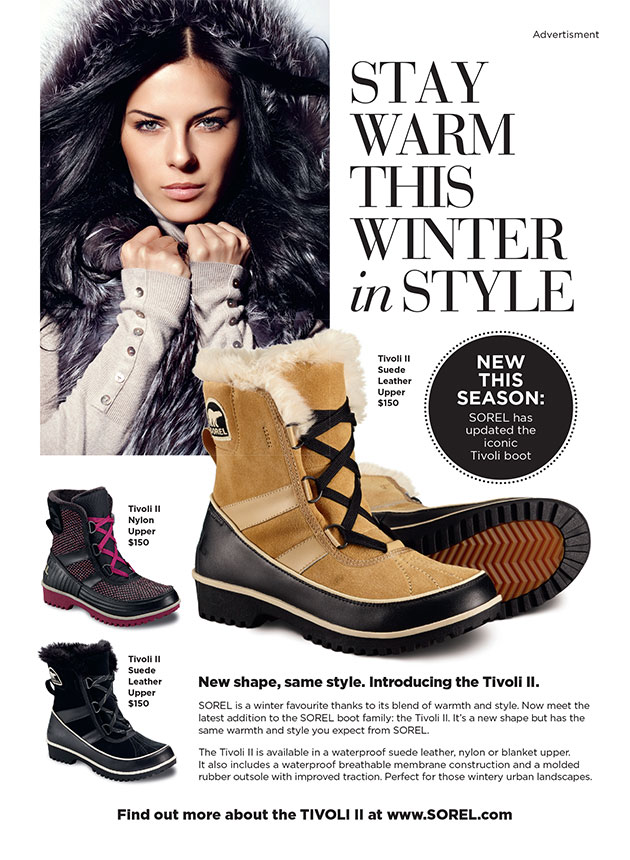 Advertisment
STAY
WARM
THIS
WINTER
in STYLE
Tivoli II
Suede
Leather
Upper
$150
NEW
THIS
SEASON:
SOREL has
updated the
iconic
Tivoli boot
SOREL
Tivoli II
Nylon
Upper
$150
Tivoli II
Suede
Leather
Upper
$150
New shape, same style. Introducing the Tivoli II.
SOREL is a winter favourite thanks to its blend of warmth and style. Now meet the
latest addition to the SOREL boot family: the Tivoli II. It's a new shape but has the
same warmth and style you expect from SOREL.
The Tivoli II is available in a waterproof suede leather, nylon or blanket upper.
It also includes a waterproof breathable membrane construction and a molded
rubber outsole with improved traction. Perfect for those wintery urban landscapes.
Find out more about the TIVOLI II at www.SOREL.com